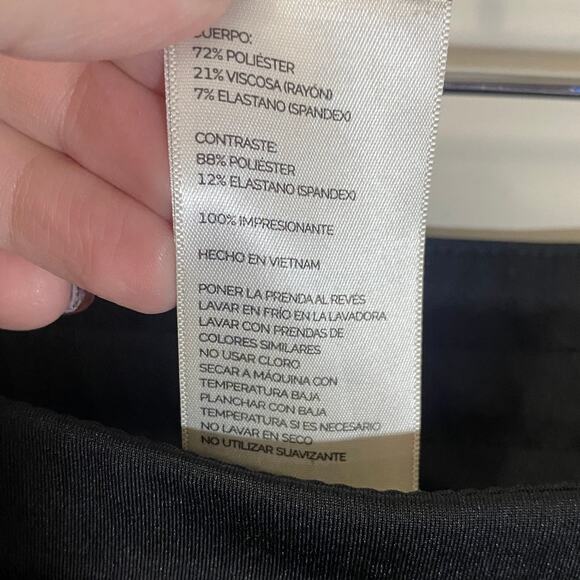 CUERPO:
72% POLIÉSTER
21% VISCOSA (RAYÓN)
7% ELASTANO (SPANDEX)
CONTRASTE:
88% POLIÉSTER
12% ELASTANO (SPANDEX)
100% IMPRESIONANTE
HECHO EN VIETNAM
PONER LA PRENDA AL REVÉS
LAVAR EN FRÍO EN LA LAVADORA
LAVAR CON PRENDAS DE
COLORES SIMILARES
NO USAR CLORO
SECAR A MÁQUINA CON
TEMPERATURA BAJA
PLANCHAR CON BAJA
TEMPERATURA SI ES NECESARIO
NO LAVAR EN SECO
NO UTILIZAR SUAVIZANTE